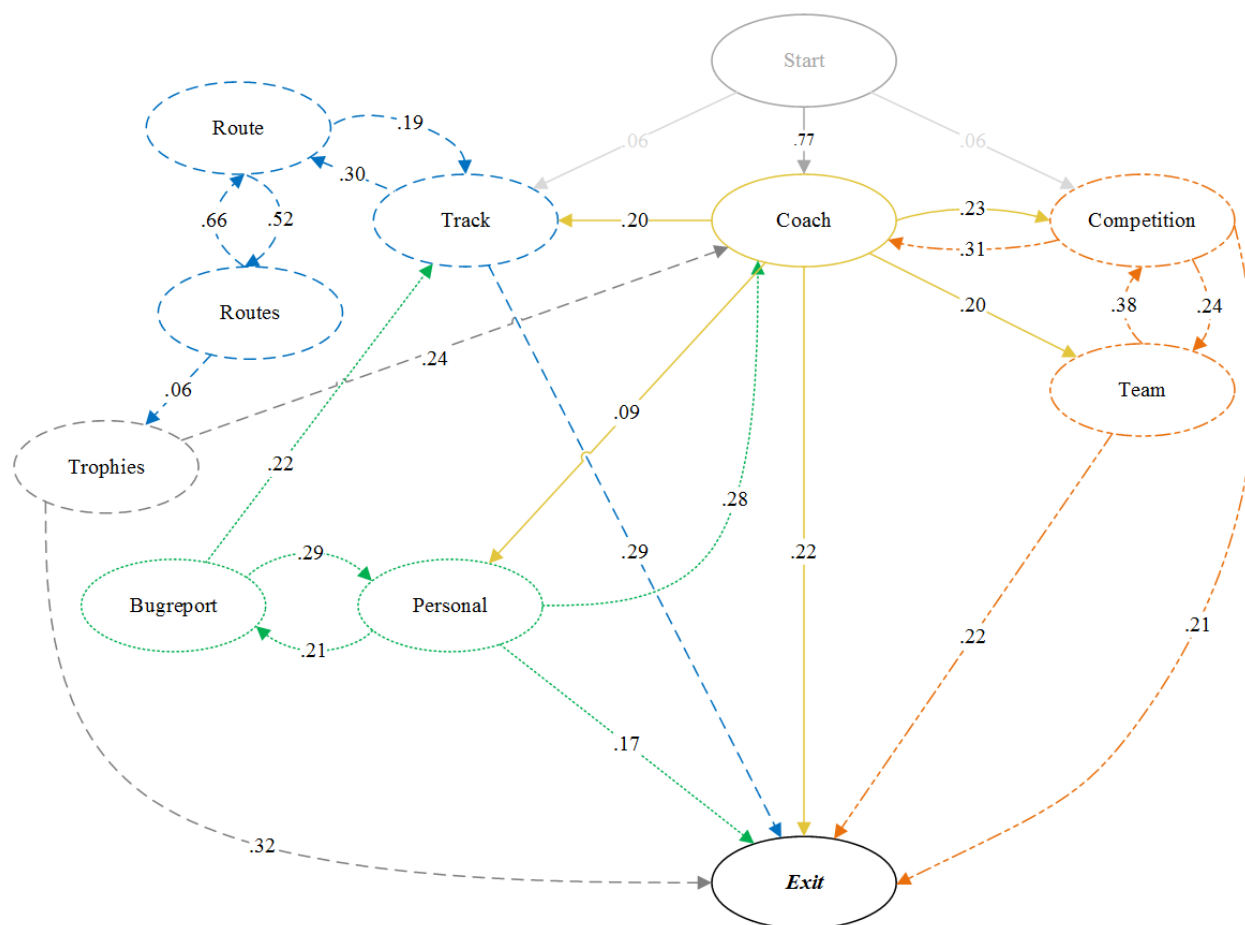 Start
Route
.19
.06
.77
.06
.30
Track
.20
Coach
.23
Competition
.31
.66
.52
Routes
.20
.38
.24
.24
.06
.09
Team
Trophies
.22
.28
.29
.29
.22
Bugreport
Personal
.21
.22
.21
.17
.32
Exit